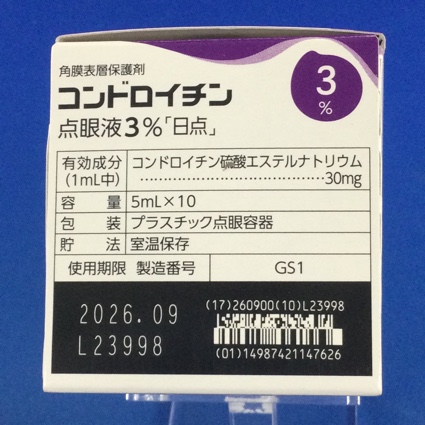 角膜表層保護剤
コンドロイチン
点眼液3%「日点」
3
%
有効成分 コンドロイチン硫酸エステルナトリウム
(1mL中) ……………………………30mg
容量 5mL×10
包装 プラスチック点眼容器
貯法 室温保存
使用期限 製造番号 GS1
2026.09
L23998
(17)260900(10)L23998
(01)14987421147626